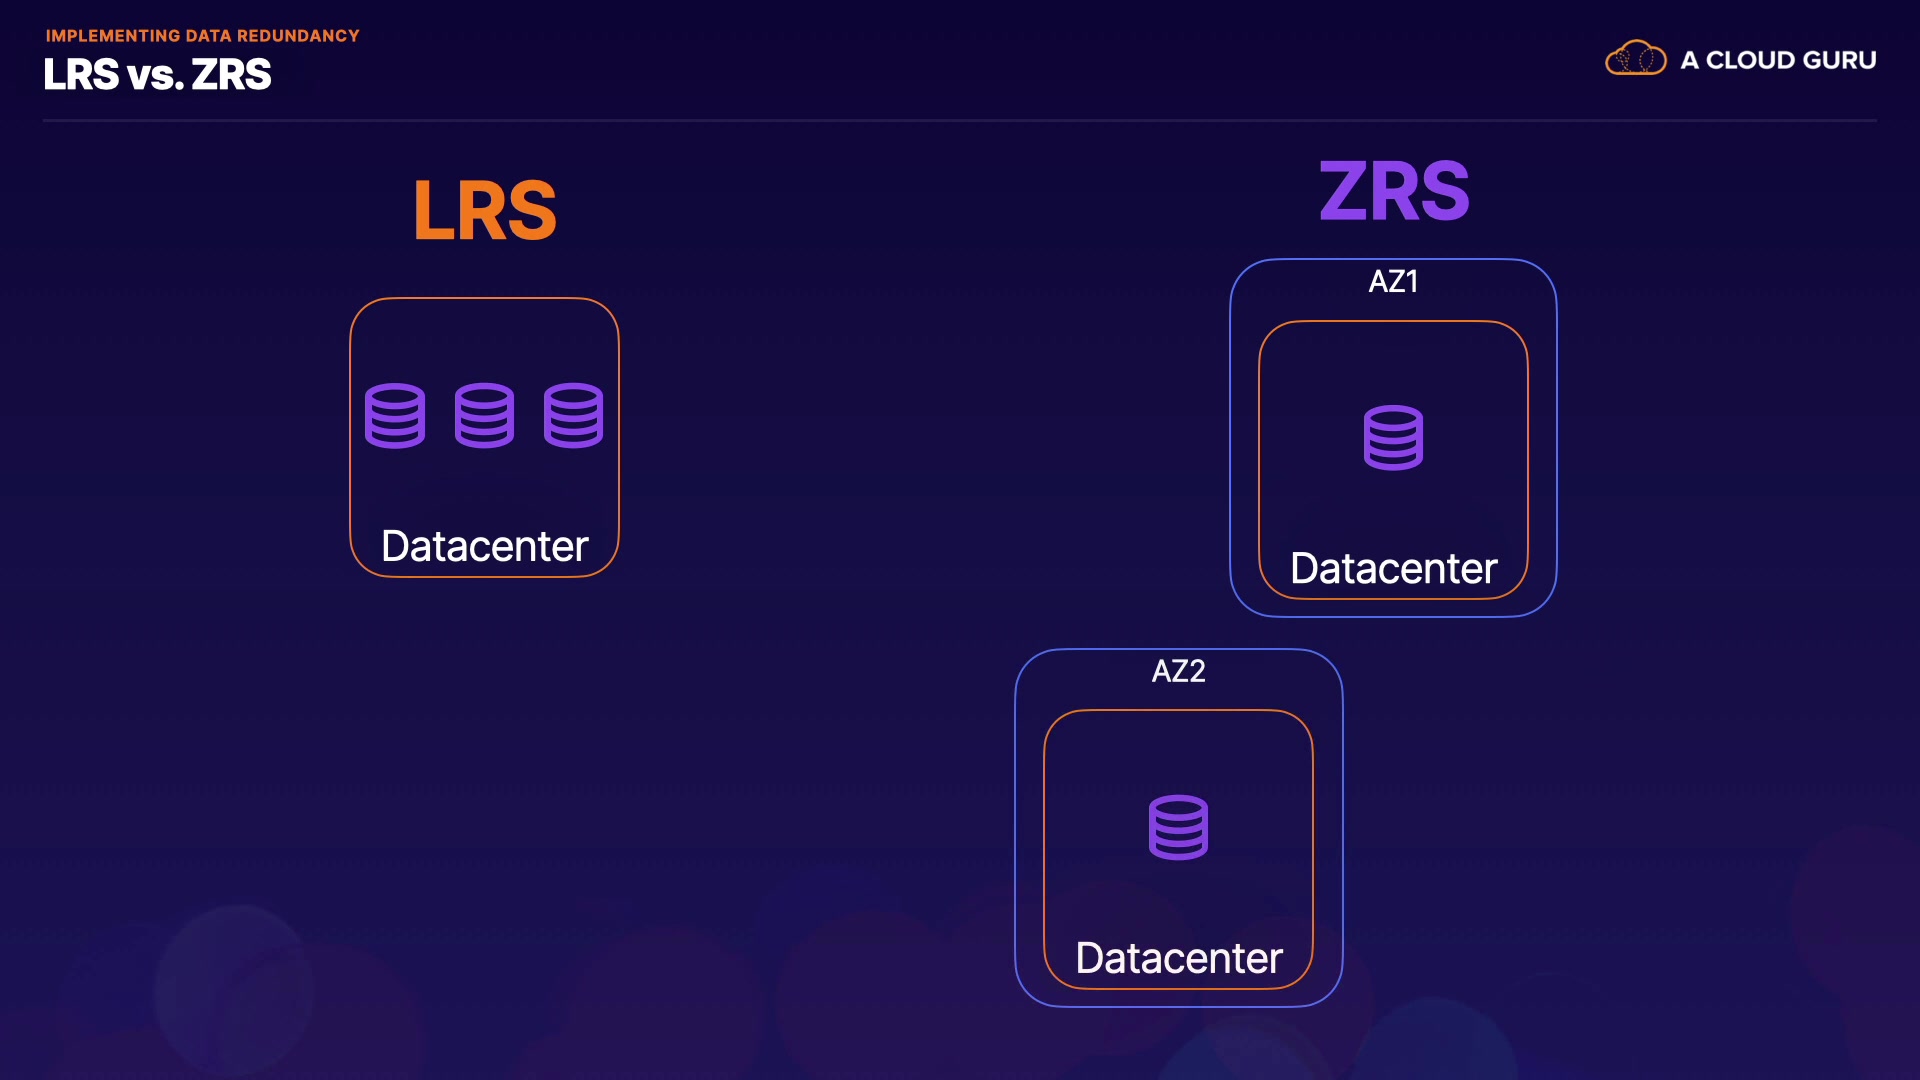 IMPLEMENTING DATA REDUNDANCY
LRS vs. ZRS
A CLOUD GURU
LRS
Datacenter
ZRS
AZ1
Datacenter
AZ2
Datacenter